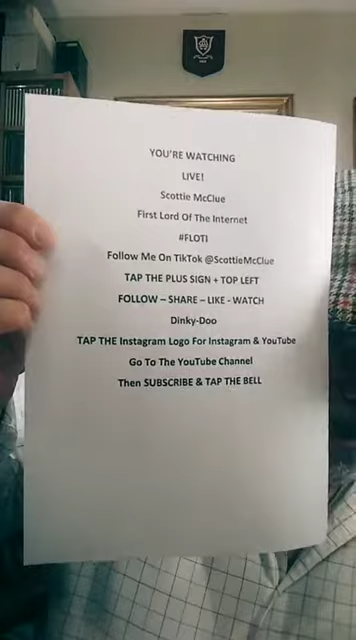 YOU'RE WATCHING
LIVE!
Scottie McClue
First Lord Of The Internet
#FLOTI
Follow Me On TikTok @ScottieMcClue
TAP THE PLUS SIGN + TOP LEFT
FOLLOW – SHARE – LIKE - WATCH
Dinky-Doo
TAP THE Instagram Logo For Instagram & YouTube
Go To The YouTube Channel
Then SUBSCRIBE & TAP THE BELL